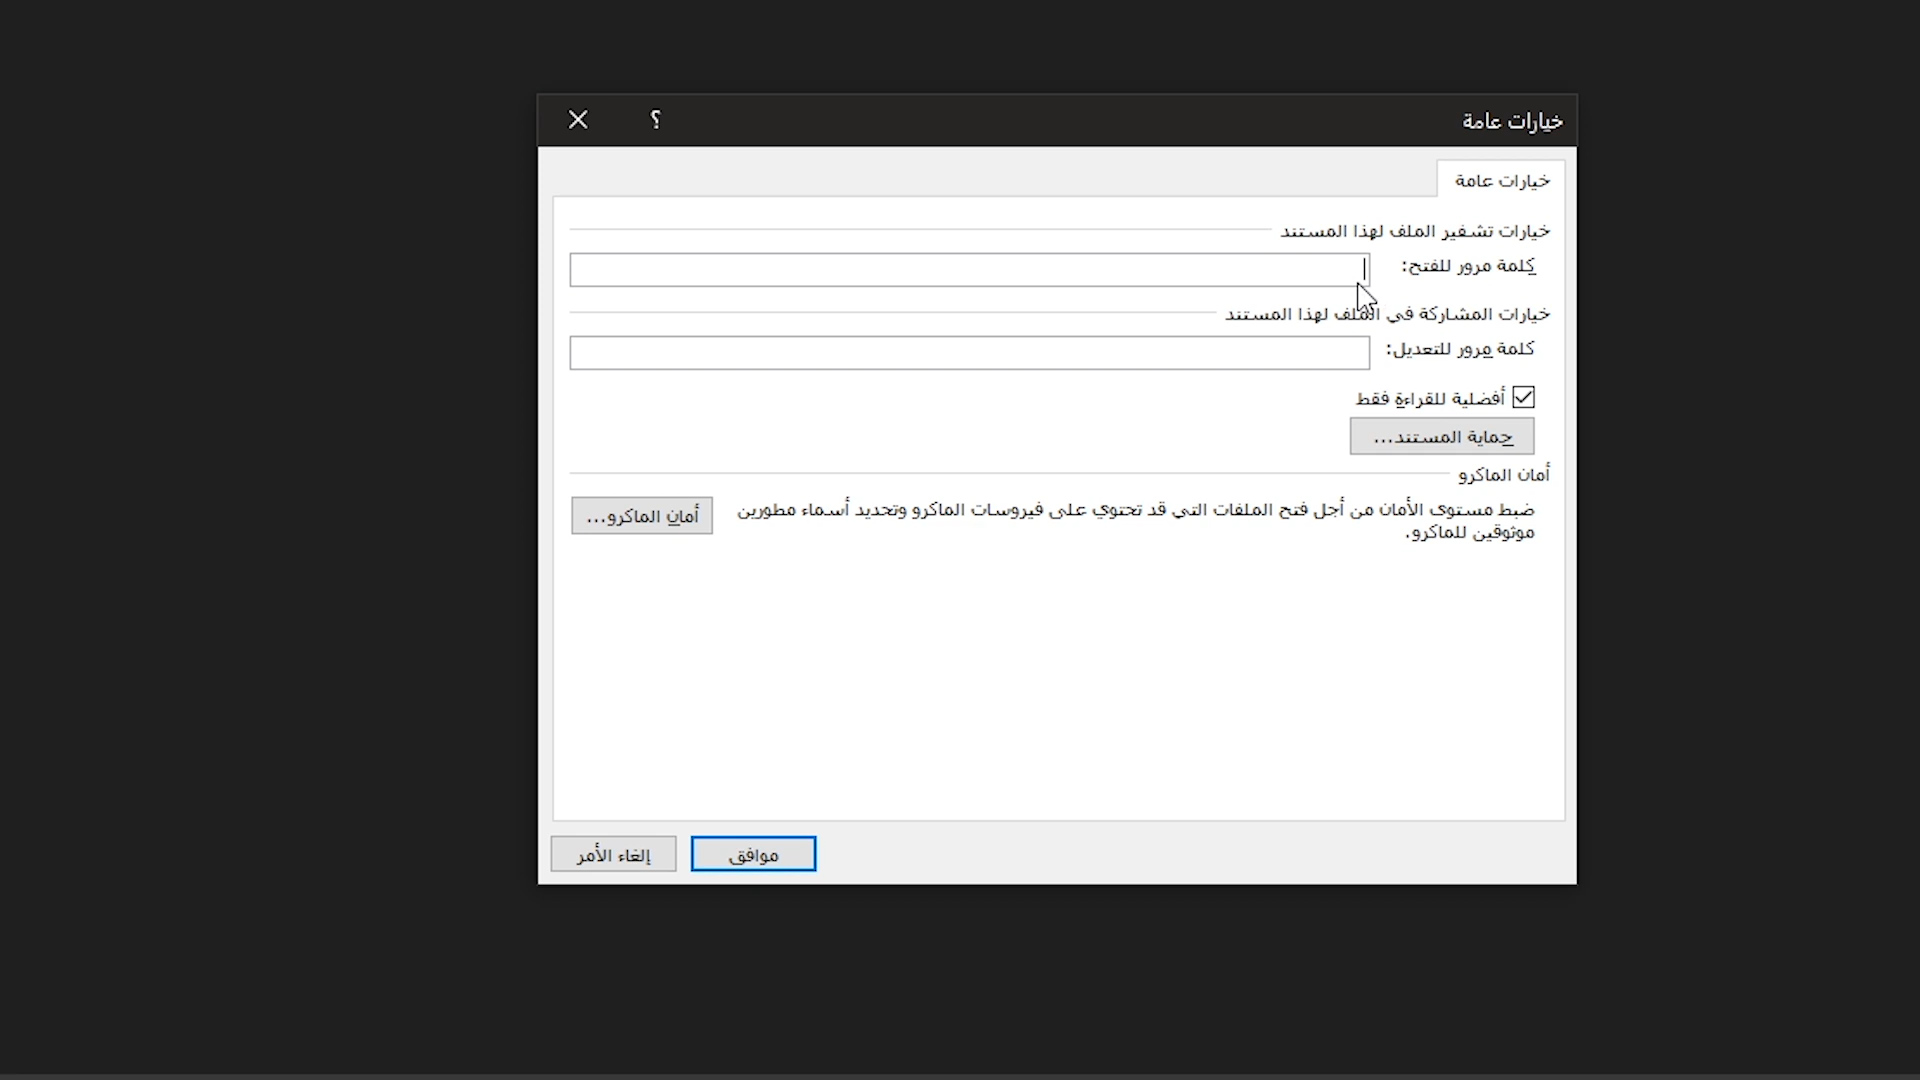 خيارات عامة
؟
خيارات عامة
خيارات تشفير الملف لهذا المستند
كلمة مرور للفتح:
خيارات المشاركة في الملف لهذا المستند
كلمة مرور للتعديل:
أفضلية للقراءة فقط
حماية المستند...
أمان الماكرو
ضبط مستوى الأمان من أجل فتح الملفات التي قد تحتوي على فيروسات الماكرو وتحديد أسماء مطورين
موثوقين للماكرو.
أمان الماكرو...
موافق
إلغاء الأمر